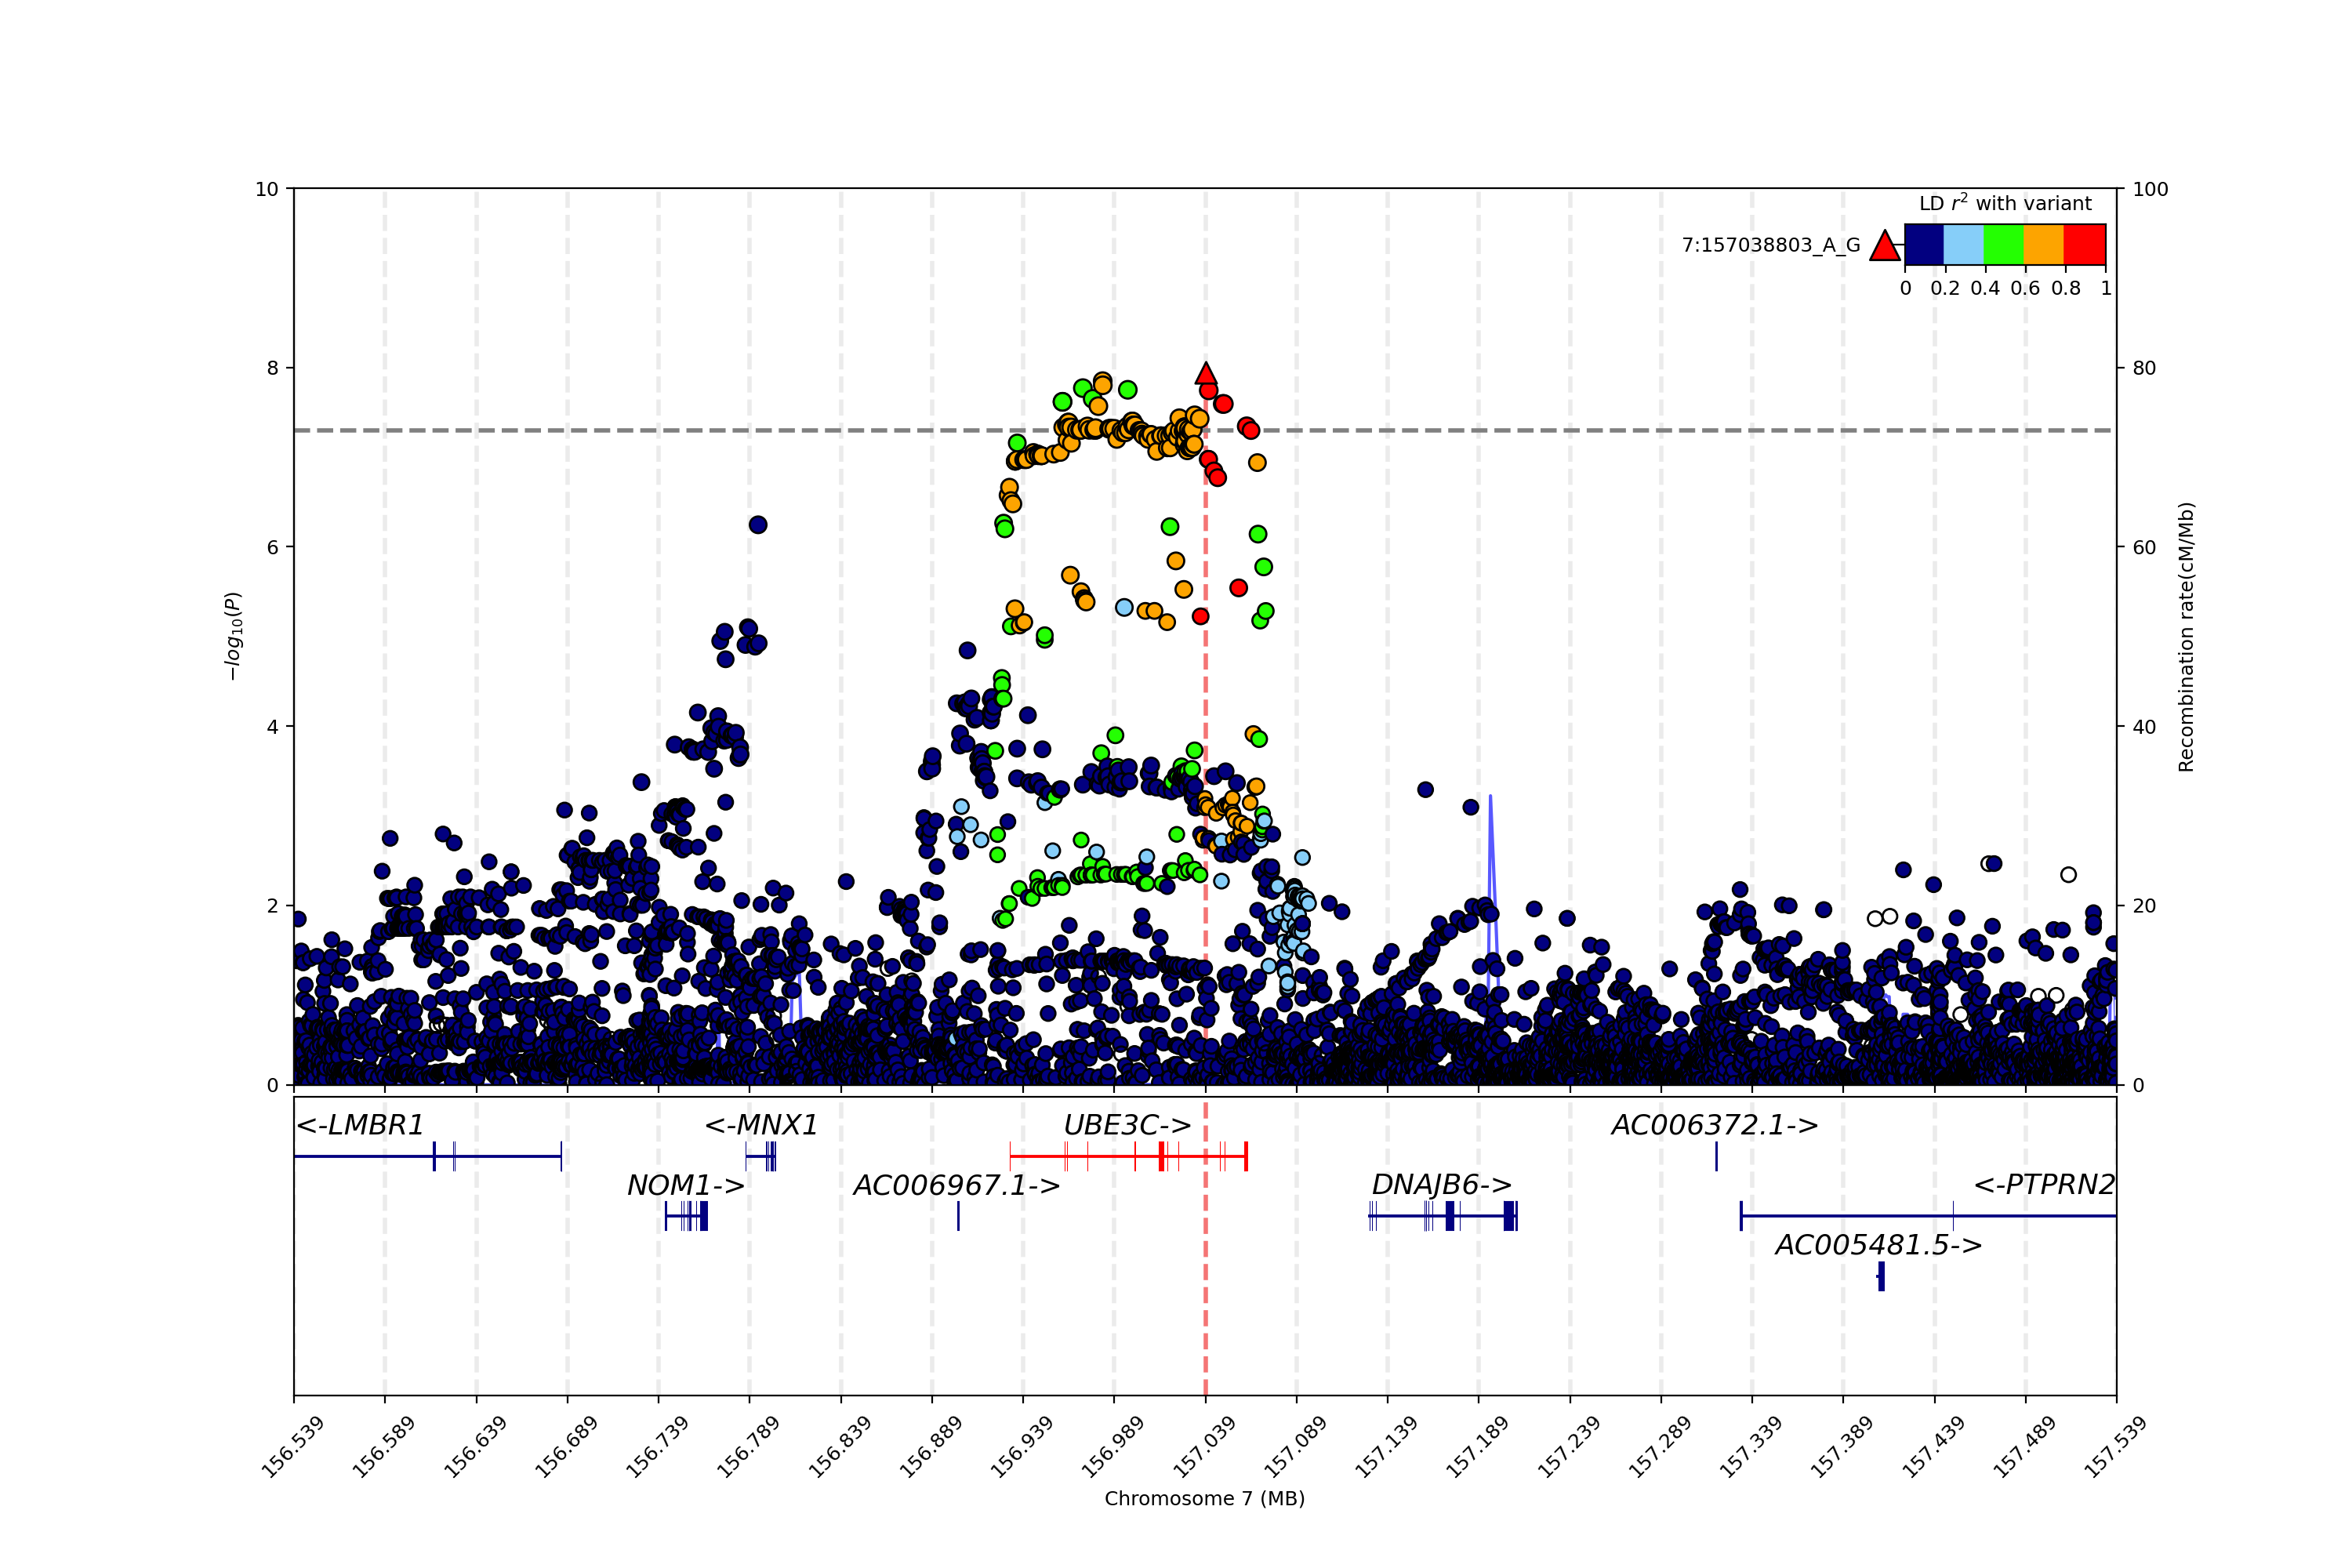 LD r² with variant
7:157038803_A_G
0 0.2 0.4 0.6 0.8 1
10
8
6
4
2
0
−log₁₀(P)
100
80
60
40
20
0
Recombination rate(cM/Mb)
<-LMBR1
<-MNX1
UBE3C->
AC006372.1->
NOM1->
AC006967.1->
DNAJB6->
<-PTPRN2
AC005481.5->
156.539 156.589 156.639 156.689 156.739 156.789 156.839 156.889 156.939 156.989 157.039 157.089 157.139 157.189 157.239 157.289 157.339 157.389 157.439 157.489 157.539
Chromosome 7 (MB)